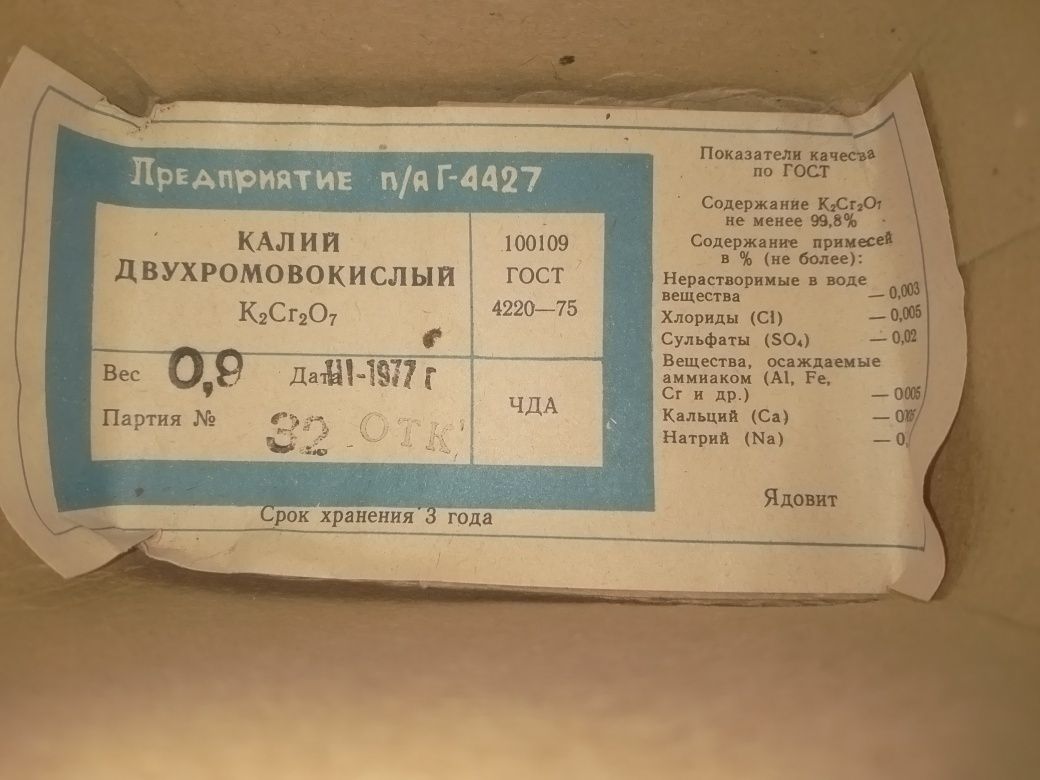 Предприятие п/я Г-4427
КАЛИЙ
ДВУХРОМОВОКИСЛЫЙ
K₂Cr₂O₇
100109
ГОСТ
4220—75
Вес 0,9 Дата III-1977 г
Партия № 32 ОТК
ЧДА
Срок хранения 3 года
Показатели качества
по ГОСТ
Содержание K₂Cr₂O₇
не менее 99,8%
Содержание примесей
в % (не более):
Нерастворимые в воде
вещества — 0,003
Хлориды (Cl) — 0,005
Сульфаты (SO₄) — 0,02
Вещества, осаждаемые
аммиаком (Al, Fe,
Cr и др.) — 0 005
Кальций (Ca) —
Натрий (Na) — 0,
Ядовит